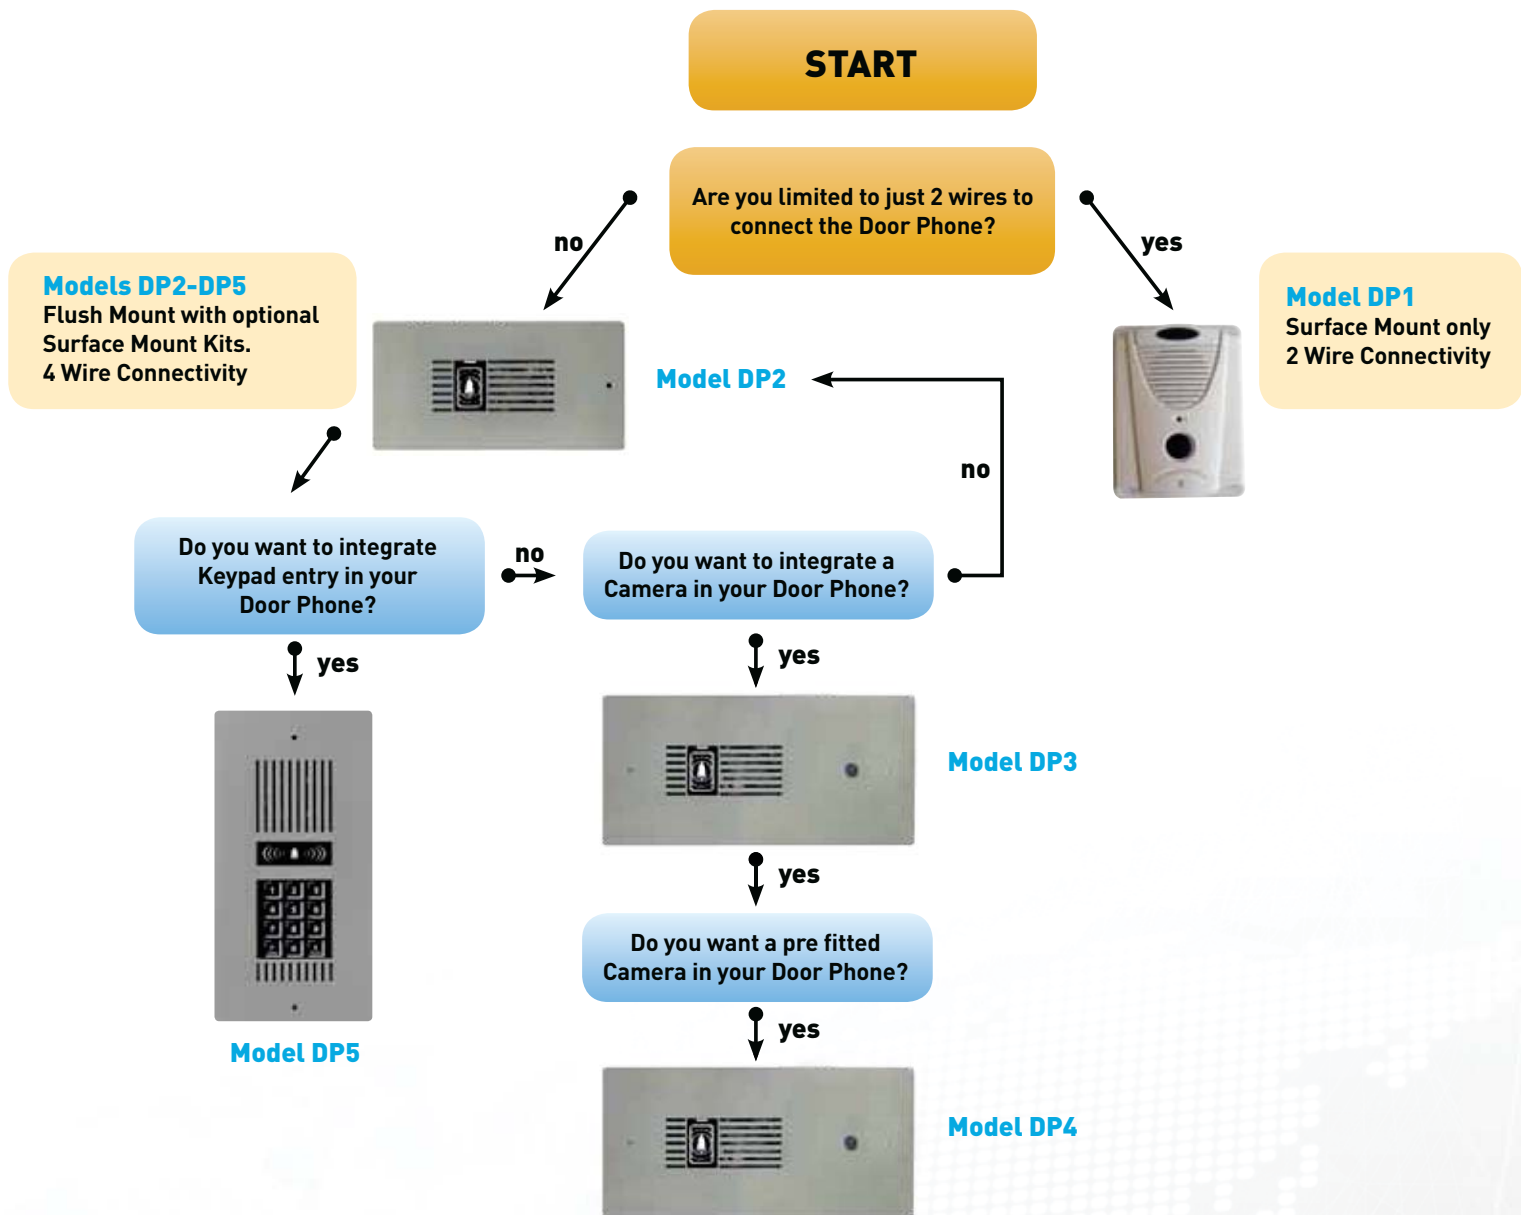 START
Are you limited to just 2 wires to
connect the Door Phone?
no
yes
Models DP2-DP5
Flush Mount with optional
Surface Mount Kits.
4 Wire Connectivity
Model DP1
Surface Mount only
2 Wire Connectivity
Model DP2
no
Do you want to integrate
Keypad entry in your
Door Phone?
no
Do you want to integrate a
Camera in your Door Phone?
yes
yes
Model DP3
yes
Do you want a pre fitted
Camera in your Door Phone?
yes
Model DP5
Model DP4